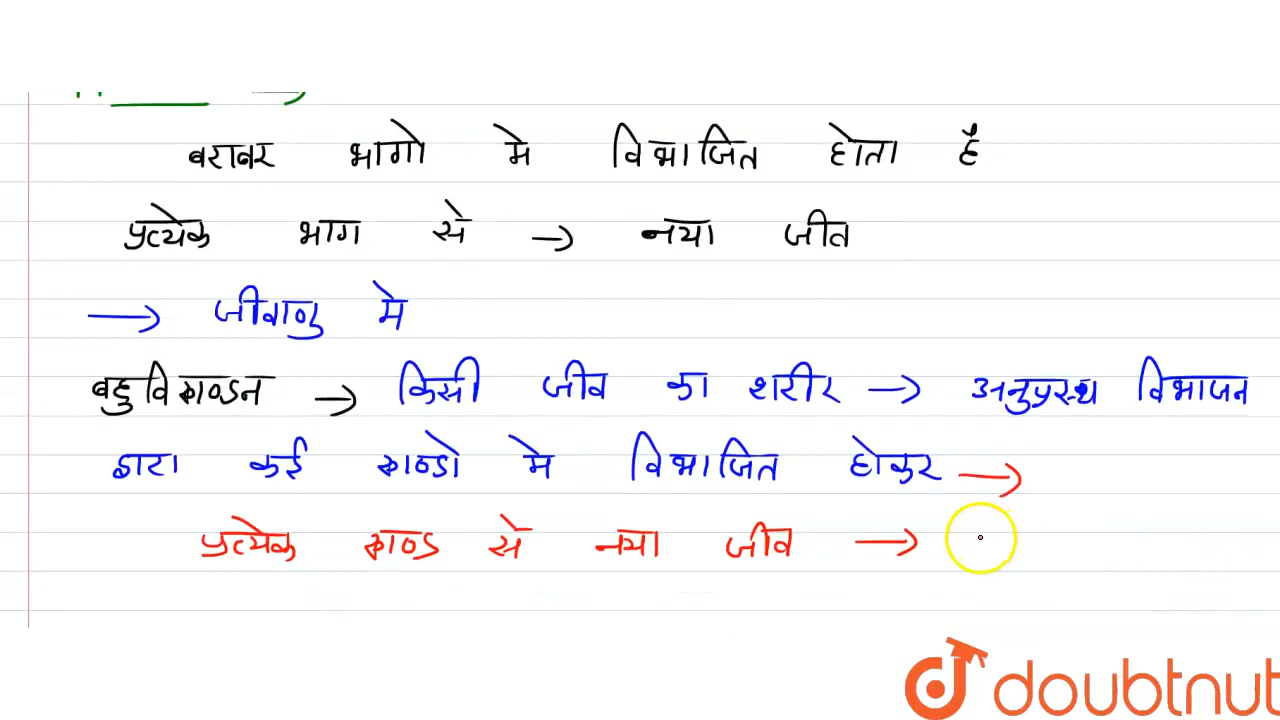 बराबर भागो मे विभाजित होता है
प्रत्येक भाग से → नया जीत
→ जीवाणु मे
बहुविखण्डन → किसी जीव का शरीर → अनुप्रस्थ विभाजन
द्वारा कई खण्डो मे विभाजित होकर →
प्रत्येक खण्ड से नया जीव →
doubtnut